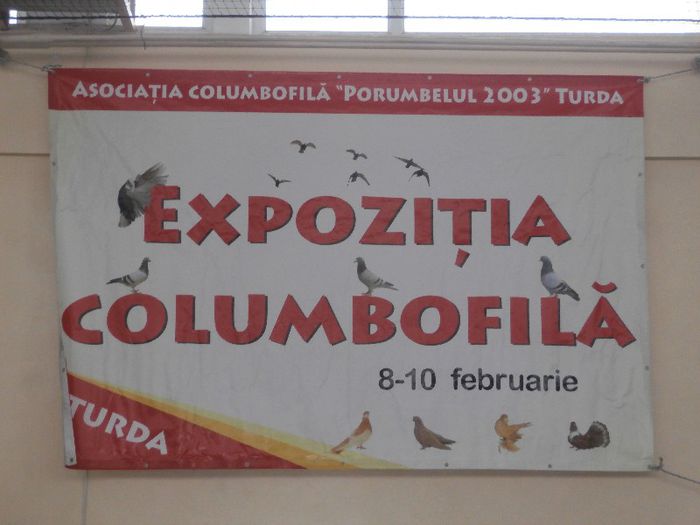 ASOCIAȚIA COLUMBOFILĂ "PORUMBELUL 2003" TURDA
EXPOZIȚIA
COLUMBOFILĂ
8-10 februarie
TURDA